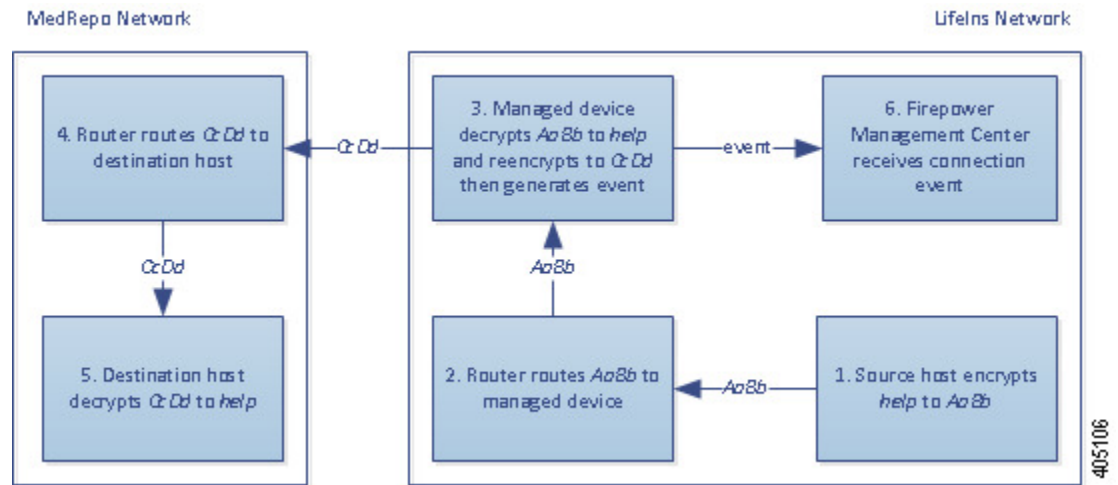 MedRepo Network
LifeIns Network
4. Router routes CcDd to
destination host
CcDd
3. Managed device
decrypts AaBb to help
and reencrypts to CcDd
then generates event
event
6. Firepower
Management Center
receives connection
event
CcDd
AaBb
5. Destination host
decrypts CcDd to help
2. Router routes AaBb to
managed device
AaBb
1. Source host encrypts
help to AaBb
405106